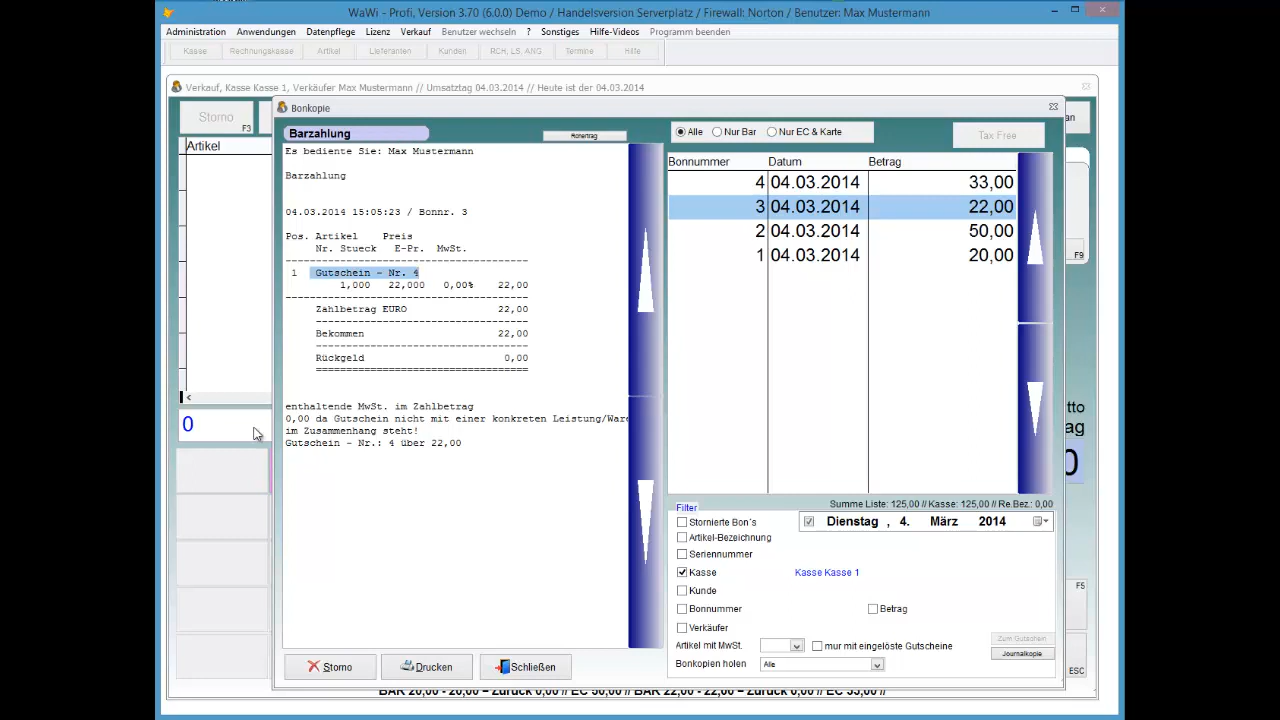 WaWi - Profi, Version 3.70 (6.0.0) Demo / Handelsversion Serverplatz / Firewall: Norton / Benutzer: Max Mustermann
Administration Anwendungen Datenpflege Lizenz Verkauf Benutzer wechseln ? Sonstiges Hilfe-Videos Programm beenden
Kasse Rechnungskasse Artikel Lieferanten Kunden RCH, LS, ANG Termine Hilfe
Verkauf, Kasse Kasse 1, Verkäufer Max Mustermann // Umsatztag 04.03.2014 // Heute ist der 04.03.2014
Storno F3
Artikel
<
0
Bonkopie
Barzahlung
Rohertrag
Es bediente Sie: Max Mustermann
Barzahlung
04.03.2014 15:05:23 / Bonnr. 3
Pos. Artikel Preis
Nr. Stueck E-Pr. MwSt.
--------------------------------
1 Gutschein - Nr. 4
1,000 22,000 0,00% 22,00
--------------------------------
Zahlbetrag EURO 22,00
--------------------------------
Bekommen 22,00
--------------------------------
Rückgeld 0,00
================================
enthaltende MwSt. im Zahlbetrag
0,00 da Gutschein nicht mit einer konkreten Leistung/Ware
im Zusammenhang steht!
Gutschein - Nr.: 4 über 22,00
Storno Drucken Schließen
Alle Nur Bar Nur EC & Karte
Tax Free
Bonnummer Datum Betrag
4 04.03.2014 33,00
3 04.03.2014 22,00
2 04.03.2014 50,00
1 04.03.2014 20,00
Summe Liste: 125,00 // Kasse: 125,00 // Re.Bez.: 0,00
Filter
Stornierte Bon´s
Dienstag , 4. März 2014
Artikel-Bezeichnung
Seriennummer
Kasse Kasse Kasse 1
Kunde
Bonnummer Betrag
Verkäufer
Artikel mit MwSt. nur mit eingelöste Gutscheine
Zum Gutschein
Journalkopie
Bonkopien holen Alle
an
F9
tto
ag
0
F5
ESC
BAR 20,00 - 20,00 = Zurück 0,00 // EC 50,00 // BAR 22,00 - 22,00 = Zurück 0,00 // EC 33,00 //